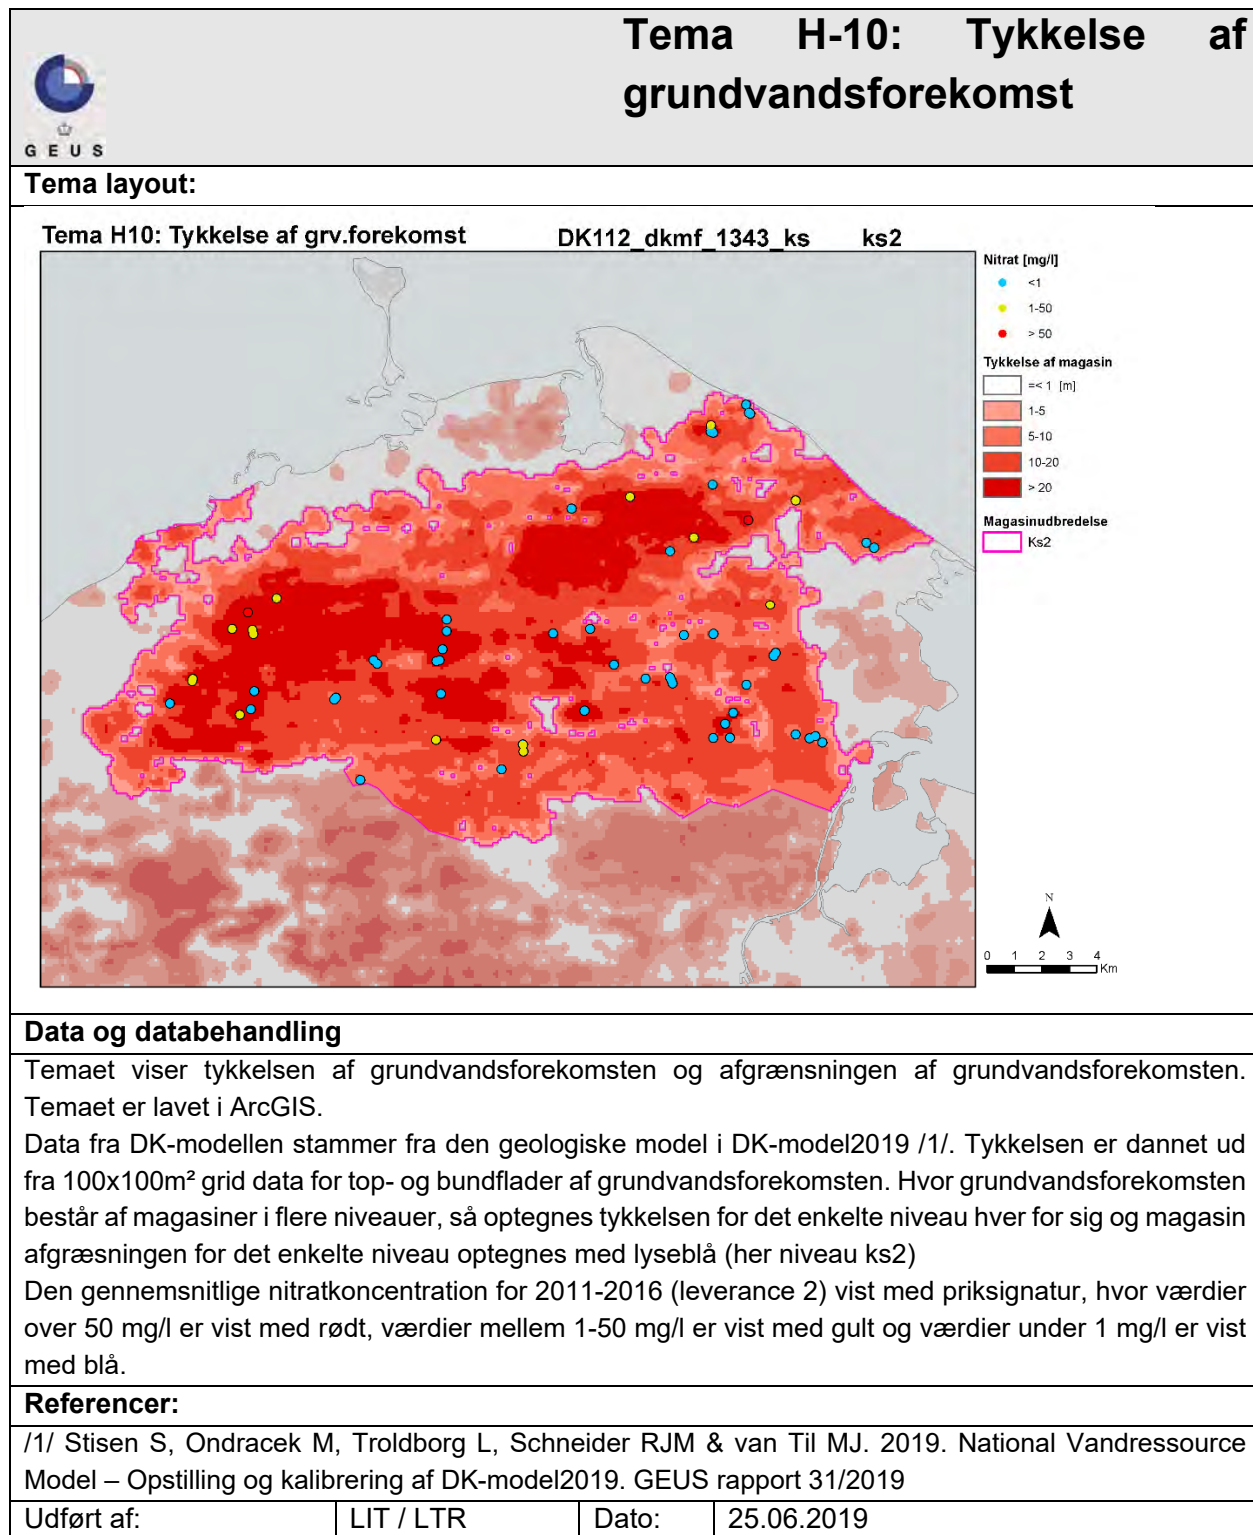 Tema H-10: Tykkelse af
grundvandsforekomst
G E U S
Tema layout:
Tema H10: Tykkelse af grv.forekomst DK112_dkmf_1343_ks ks2
Nitrat [mg/l]
<1
1-50
> 50
Tykkelse af magasin
=< 1 [m]
1-5
5-10
10-20
> 20
Magasinudbredelse
Ks2
N
0 1 2 3 4
Km
Data og databehandling
Temaet viser tykkelsen af grundvandsforekomsten og afgrænsningen af grundvandsforekomsten.
Temaet er lavet i ArcGIS.
Data fra DK-modellen stammer fra den geologiske model i DK-model2019 /1/. Tykkelsen er dannet ud
fra 100x100m² grid data for top- og bundflader af grundvandsforekomsten. Hvor grundvandsforekomsten
består af magasiner i flere niveauer, så optegnes tykkelsen for det enkelte niveau hver for sig og magasin
afgræsningen for det enkelte niveau optegnes med lyseblå (her niveau ks2)
Den gennemsnitlige nitratkoncentration for 2011-2016 (leverance 2) vist med priksignatur, hvor værdier
over 50 mg/l er vist med rødt, værdier mellem 1-50 mg/l er vist med gult og værdier under 1 mg/l er vist
med blå.
Referencer:
/1/ Stisen S, Ondracek M, Troldborg L, Schneider RJM & van Til MJ. 2019. National Vandressource
Model – Opstilling og kalibrering af DK-model2019. GEUS rapport 31/2019
Udført af: LIT / LTR Dato: 25.06.2019